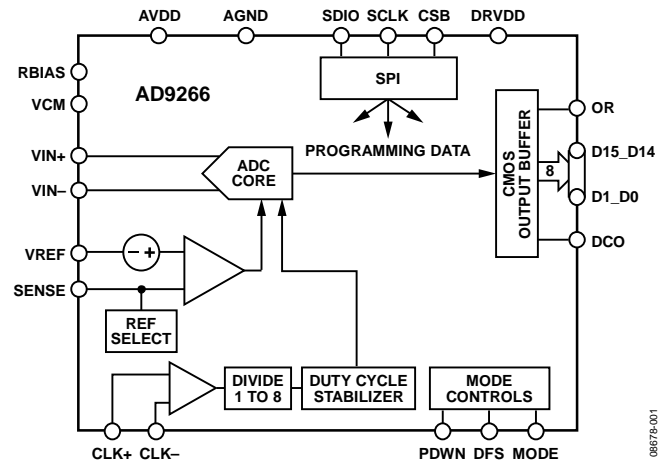 AVDD AGND SDIO SCLK CSB DRVDD
RBIAS
VCM
AD9266
SPI
PROGRAMMING DATA
VIN+
VIN–
ADC
CORE
CMOS
OUTPUT BUFFER
8
OR
D15_D14
D1_D0
DCO
VREF
– +
SENSE
REF
SELECT
DIVIDE
1 TO 8
DUTY CYCLE
STABILIZER
MODE
CONTROLS
CLK+ CLK–
PDWN DFS MODE
08678-001